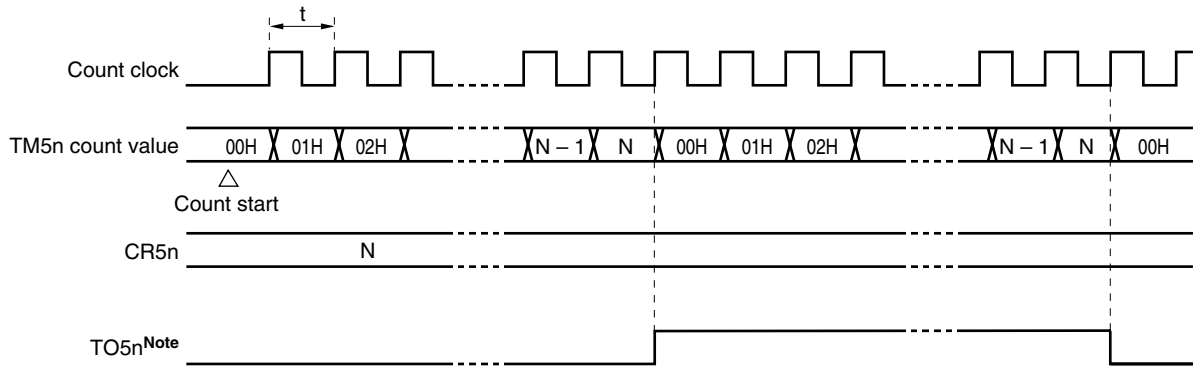 t
Count clock
TM5n count value
00H 01H 02H N – 1 N 00H 01H 02H N – 1 N 00H
Count start
CR5n
N
TO5nNote